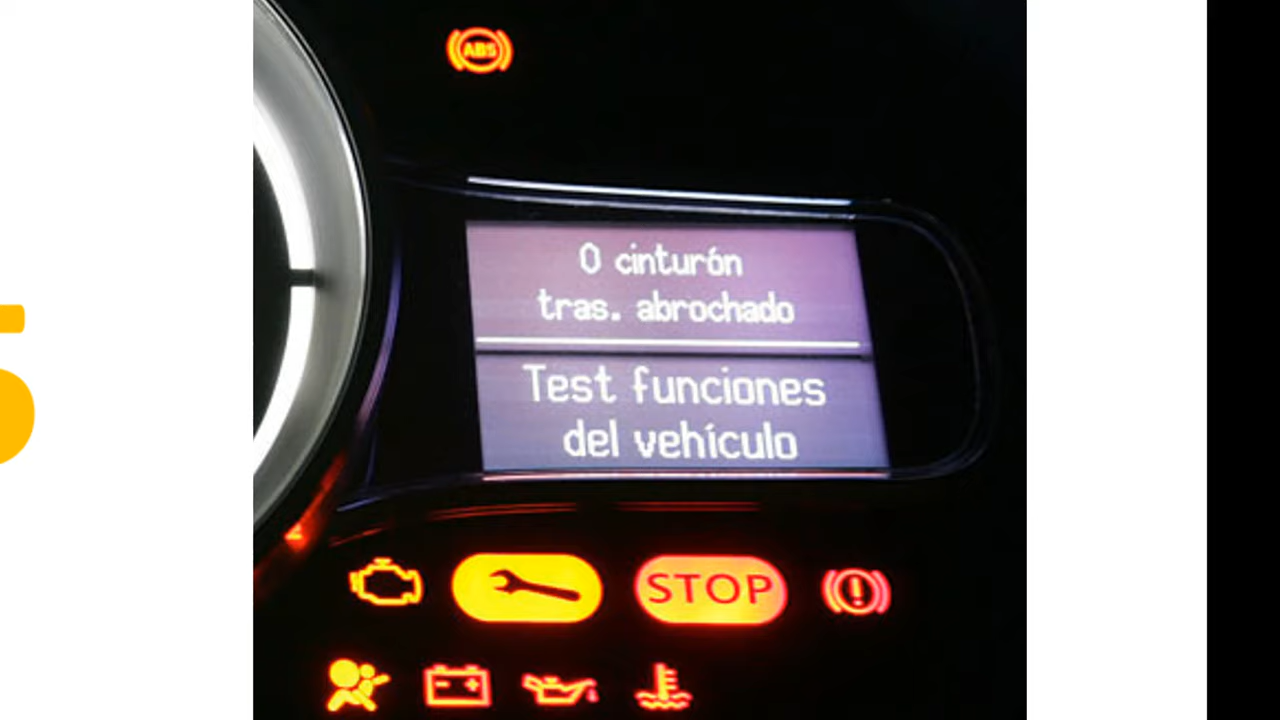 ABS
0 cinturón
tras. abrochado
Test funciones
del vehículo
STOP